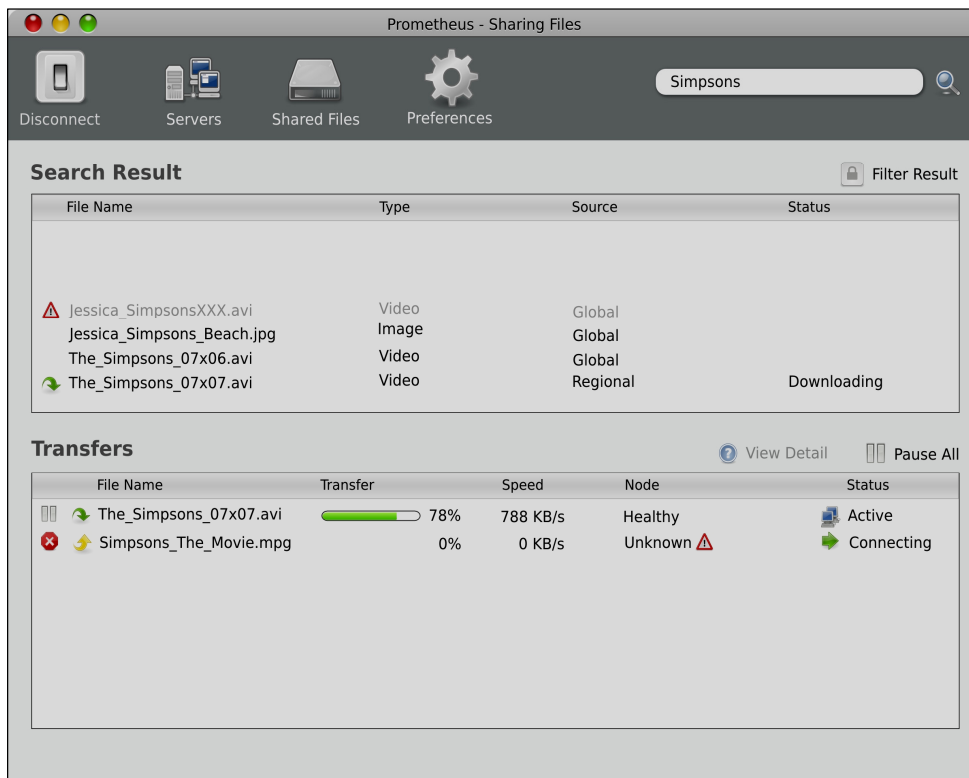 Prometheus - Sharing Files
Simpsons
Disconnect Servers Shared Files Preferences
Search Result Filter Result
File Name Type Source Status
Jessica_SimpsonsXXX.avi Video Global
Jessica_Simpsons_Beach.jpg Image Global
The_Simpsons_07x06.avi Video Global
The_Simpsons_07x07.avi Video Regional Downloading
Transfers View Detail Pause All
File Name Transfer Speed Node Status
The_Simpsons_07x07.avi 78% 788 KB/s Healthy Active
Simpsons_The_Movie.mpg 0% 0 KB/s Unknown Connecting